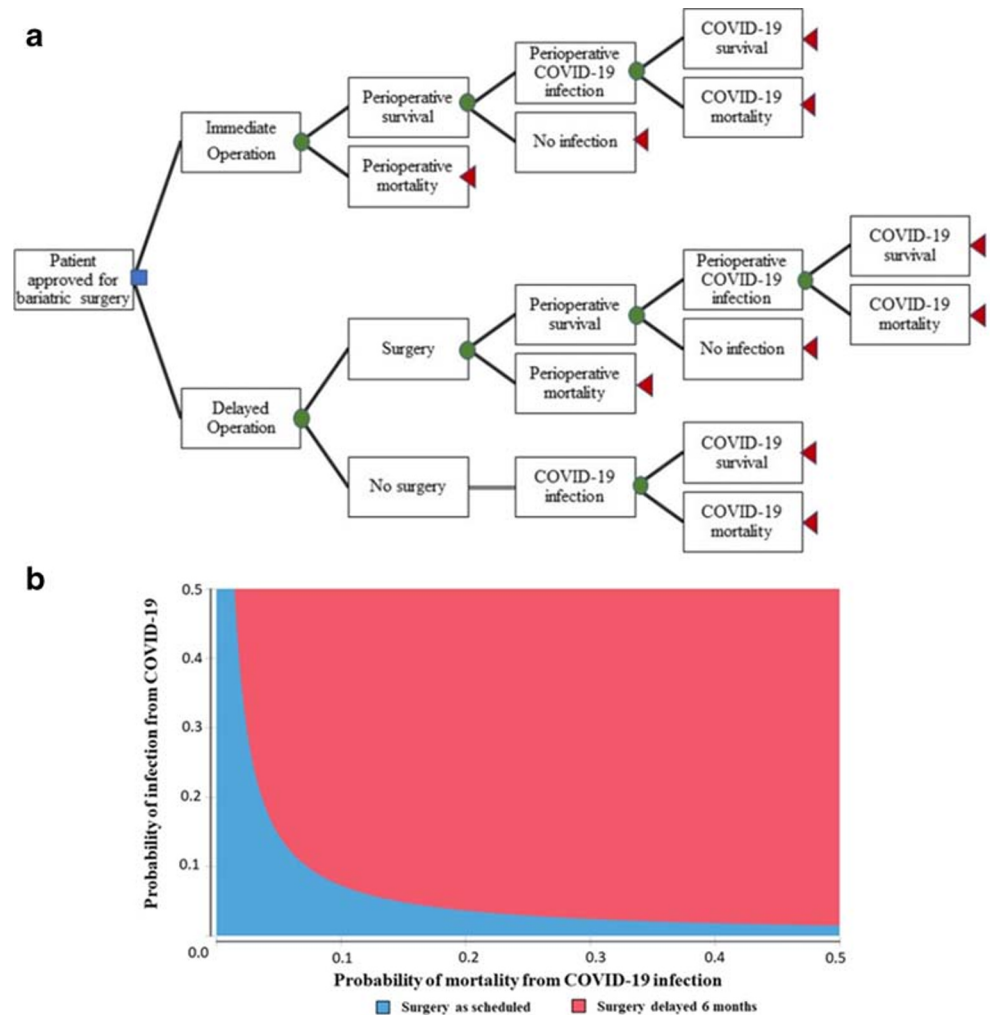 a
COVID-19
survival
Perioperative
COVID-19
infection
COVID-19
mortality
Perioperative
survival
No infection
Immediate
Operation
Perioperative
mortality
Patient
approved for
bariatric surgery
COVID-19
survival
Perioperative
COVID-19
infection
COVID-19
mortality
Perioperative
survival
No infection
Surgery
Perioperative
mortality
Delayed
Operation
COVID-19
survival
No surgery
COVID-19
infection
COVID-19
mortality
b
Probability of infection from COVID-19
0.5
0.4
0.3
0.2
0.1
0.0
0.1
0.2
0.3
0.4
0.5
Probability of mortality from COVID-19 infection
Surgery as scheduled
Surgery delayed 6 months